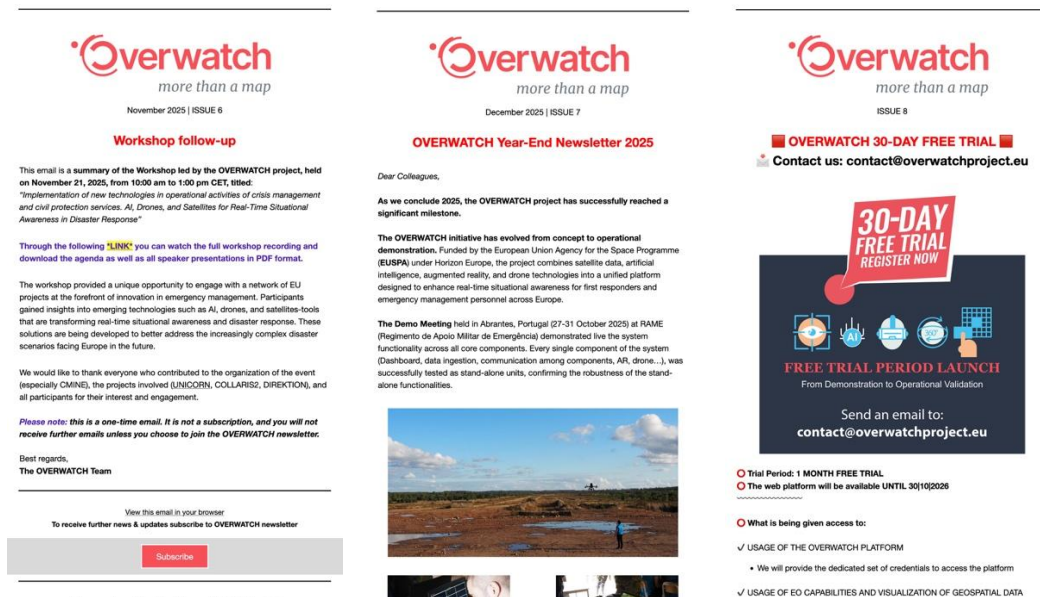 Overwatch
more than a map
November 2025 | ISSUE 6
Workshop follow-up
This email is a summary of the Workshop led by the OVERWATCH project, held
on November 21, 2025, from 10:00 am to 1:00 pm CET, titled:
"Implementation of new technologies in operational activities of crisis management
and civil protection services. AI, Drones, and Satellites for Real-Time Situational
Awareness in Disaster Response"
Through the following *LINK* you can watch the full workshop recording and
download the agenda as well as all speaker presentations in PDF format.
The workshop provided a unique opportunity to engage with a network of EU
projects at the forefront of innovation in emergency management. Participants
gained insights into emerging technologies such as AI, drones, and satellites-tools
that are transforming real-time situational awareness and disaster response. These
solutions are being developed to better address the increasingly complex disaster
scenarios facing Europe in the future.
We would like to thank everyone who contributed to the organization of the event
(especially CMINE), the projects involved (UNICORN, COLLARIS2, DIREKTION), and
all participants for their interest and engagement.
Please note: this is a one-time email. It is not a subscription, and you will not
receive further emails unless you choose to join the OVERWATCH newsletter.
Best regards,
The OVERWATCH Team
View this email in your browser
To receive further news & updates subscribe to OVERWATCH newsletter
Subscribe
Overwatch
more than a map
December 2025 | ISSUE 7
OVERWATCH Year-End Newsletter 2025
Dear Colleagues,
As we conclude 2025, the OVERWATCH project has successfully reached a
significant milestone.
The OVERWATCH initiative has evolved from concept to operational
demonstration. Funded by the European Union Agency for the Space Programme
(EUSPA) under Horizon Europe, the project combines satellite data, artificial
intelligence, augmented reality, and drone technologies into a unified platform
designed to enhance real-time situational awareness for first responders and
emergency management personnel across Europe.
The Demo Meeting held in Abrantes, Portugal (27-31 October 2025) at RAME
(Regimento de Apoio Militar de Emergência) demonstrated live the system
functionality across all core components. Every single component of the system
(Dashboard, data ingestion, communication among components, AR, drone...), was
successfully tested as stand-alone units, confirming the robustness of the stand-
alone functionalities.
Overwatch
more than a map
ISSUE 8
OVERWATCH 30-DAY FREE TRIAL
Contact us: contact@overwatchproject.eu
30-DAY
FREE TRIAL
REGISTER NOW
AI
360°
FREE TRIAL PERIOD LAUNCH
From Demonstration to Operational Validation
Send an email to:
contact@overwatchproject.eu
Trial Period: 1 MONTH FREE TRIAL
The web platform will be available UNTIL 30|10|2026
What is being given access to:
✓ USAGE OF THE OVERWATCH PLATFORM
• We will provide the dedicated set of credentials to access the platform
✓ USAGE OF EO CAPABILITIES AND VISUALIZATION OF GEOSPATIAL DATA